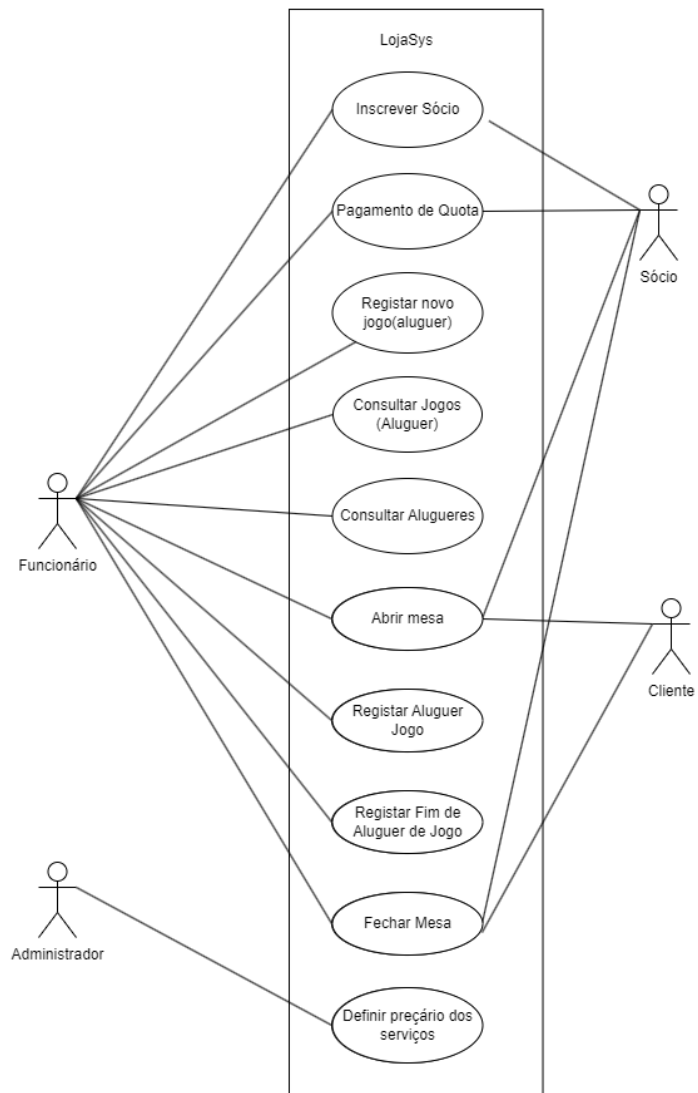 LojaSys
Inscrever Sócio
Pagamento de Quota
Sócio
Registar novo
jogo(aluguer)
Consultar Jogos
(Aluguer)
Consultar Alugueres
Funcionário
Abrir mesa
Cliente
Registar Aluguer
Jogo
Registar Fim de
Aluguer de Jogo
Fechar Mesa
Administrador
Definir preçário dos
serviços